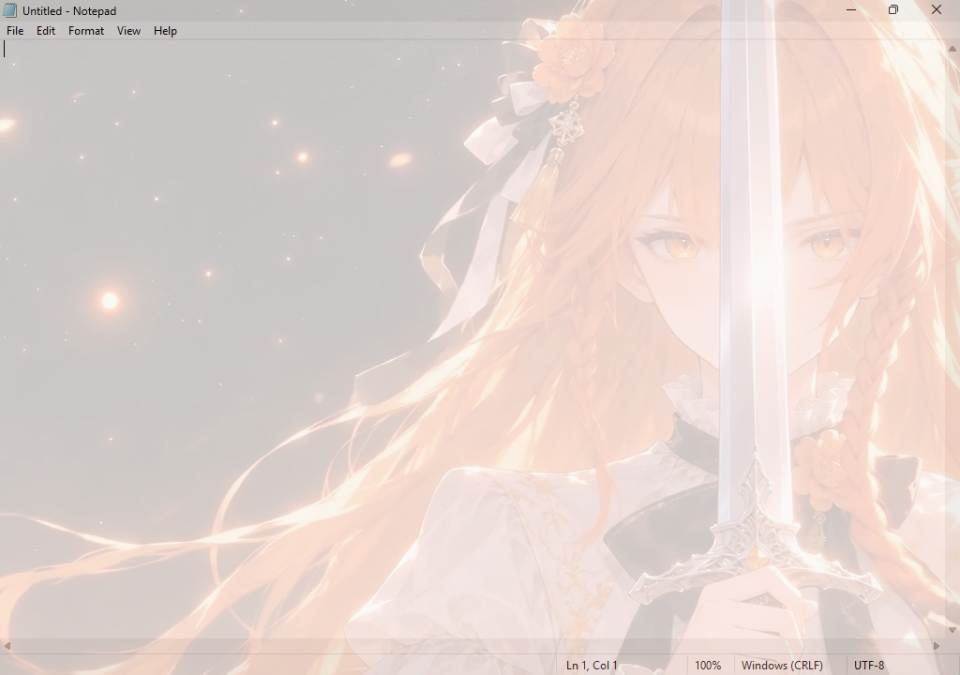 Untitled - Notepad
File Edit Format View Help
Ln 1, Col 1 100% Windows (CRLF) UTF-8